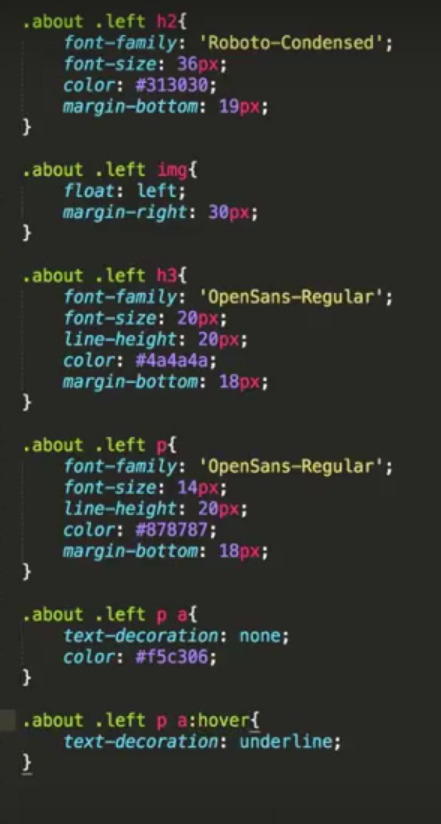 .about .left h2{
    font-family: 'Roboto-Condensed';
    font-size: 36px;
    color: #313030;
    margin-bottom: 19px;
}
.about .left img{
    float: left;
    margin-right: 30px;
}
.about .left h3{
    font-family: 'OpenSans-Regular';
    font-size: 20px;
    line-height: 20px;
    color: #4a4a4a;
    margin-bottom: 18px;
}
.about .left p{
    font-family: 'OpenSans-Regular';
    font-size: 14px;
    line-height: 20px;
    color: #878787;
    margin-bottom: 18px;
}
.about .left p a{
    text-decoration: none;
    color: #f5c306;
}
.about .left p a:hover{
    text-decoration: underline;
}